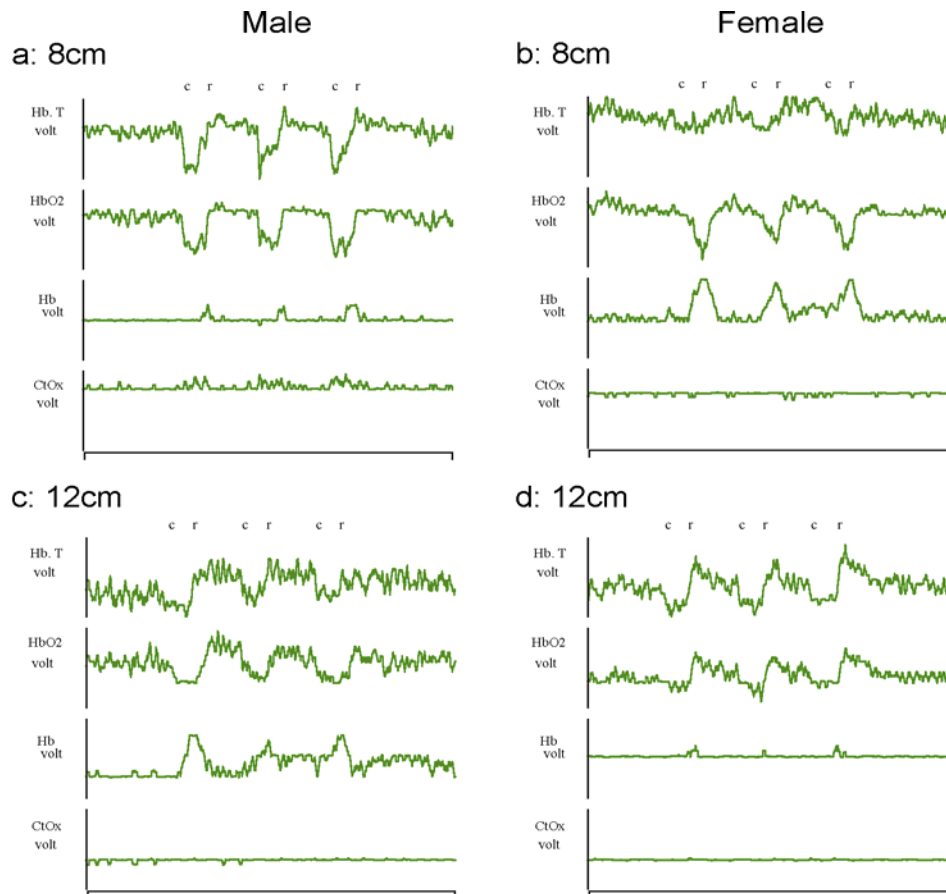 Male
Female
a: 8cm
b: 8cm
c r c r c r
Hb. T
volt
HbO2
volt
Hb
volt
CtOx
volt
c r c r c r
Hb. T
volt
HbO2
volt
Hb
volt
CtOx
volt
c: 12cm
d: 12cm
c r c r c r
Hb. T
volt
HbO2
volt
Hb
volt
CtOx
volt
c r c r c r
Hb. T
volt
HbO2
volt
Hb
volt
CtOx
volt